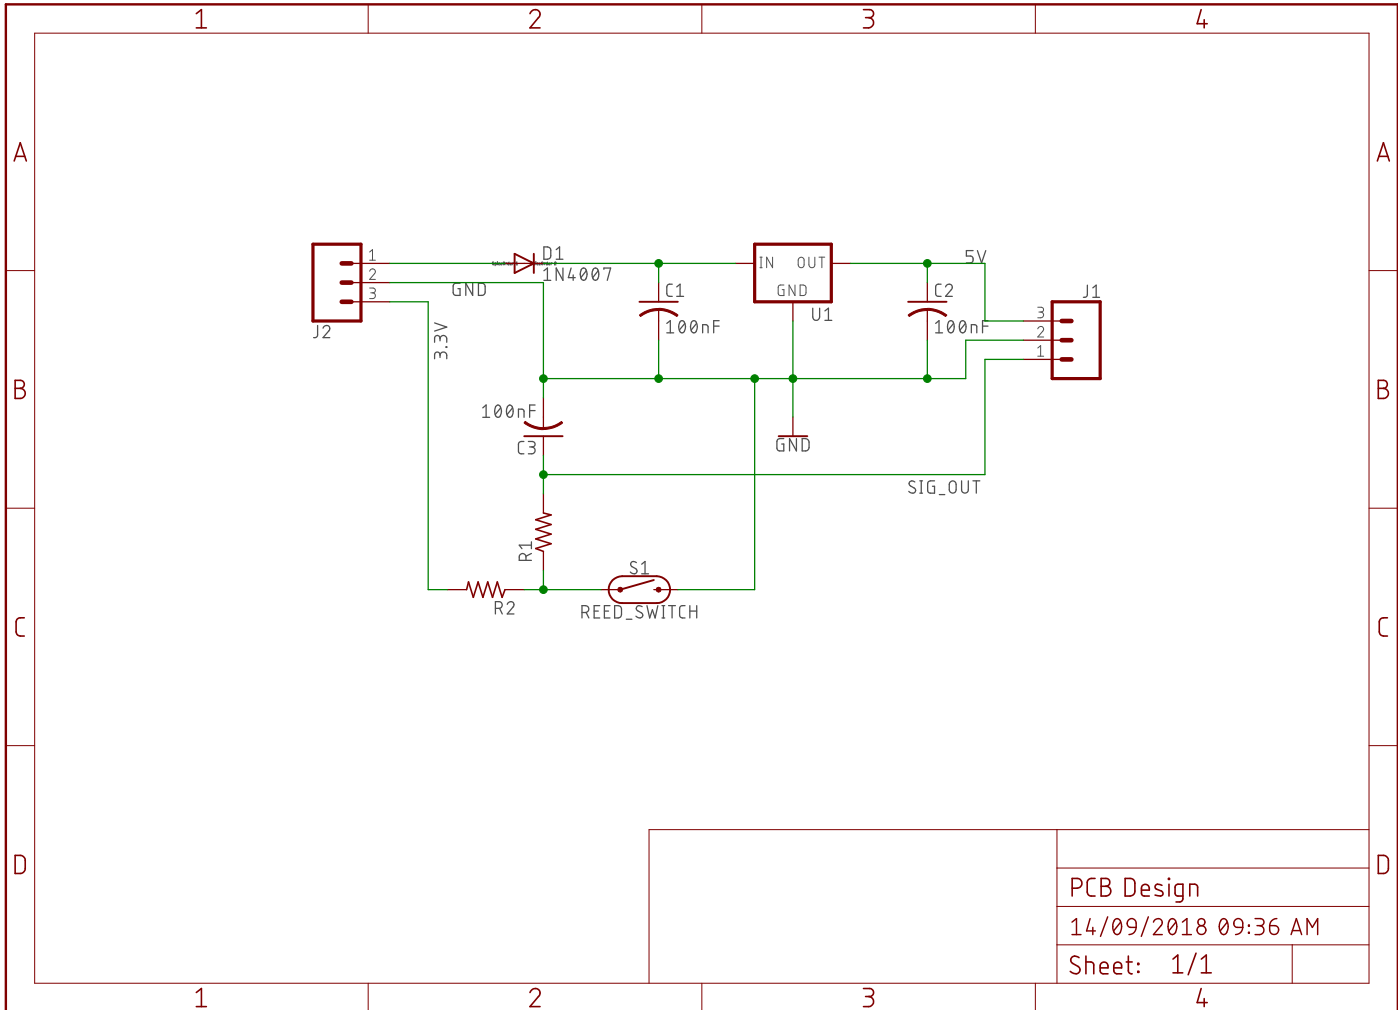 1 2 3 4
A A
D1
1N4007
5V
1
2
3
GND
J2
3.3V
IN OUT
GND
U1
C1
100nF
C2
100nF
J1
3
2
1
B B
100nF
C3
GND
SIG_OUT
R1
S1
R2
REED_SWITCH
C C
D D
PCB Design
14/09/2018 09:36 AM
Sheet: 1/1
1 2 3 4